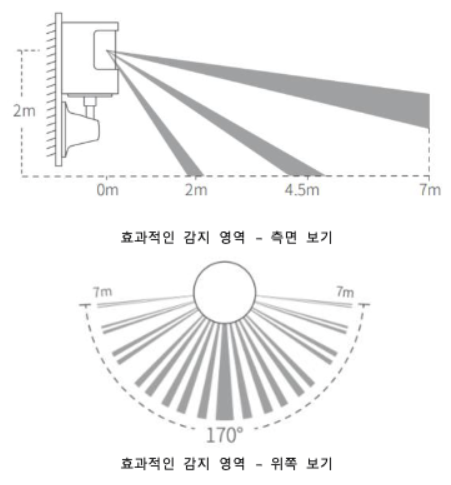 2m
0m 2m 4.5m 7m
효과적인 감지 영역 – 측면 보기
7m 7m
170°
효과적인 감지 영역 – 위쪽 보기